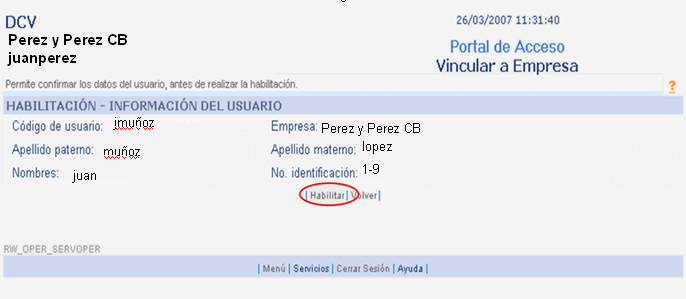 DCV
26/03/2007 11:31:40
Perez y Perez CB
juanperez
Portal de Acceso
Vincular a Empresa
Permite confirmar los datos del usuario, antes de realizar la habilitación.
?
HABILITACIÓN - INFORMACIÓN DEL USUARIO
Código de usuario: imuñoz Empresa: Perez y Perez CB
Apellido paterno: muñoz Apellido materno: lopez
Nombres: juan No. identificación: 1-9
| Habilitar | Volver |
RW_OPER_SERVOPER
| Menú | Servicios | Cerrar Sesión | Ayuda |